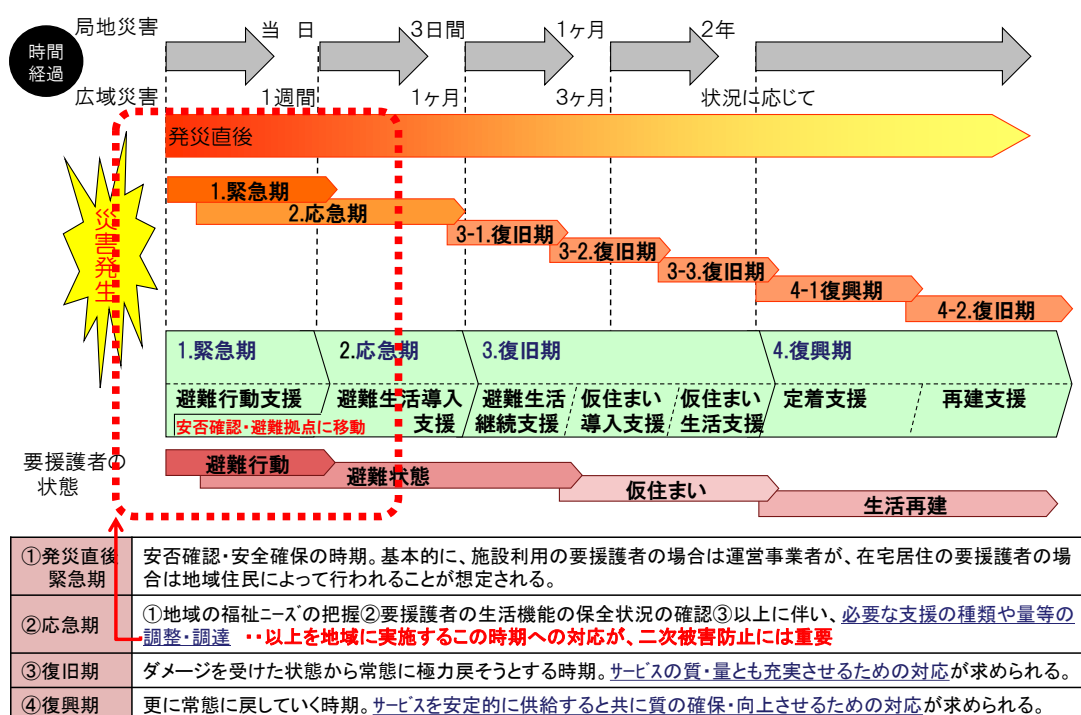 局地災害
当 日
3日間
1ヶ月
2年
時間
経過
広域災害
1週間
1ヶ月
3ヶ月
状況に応じて
発災直後
災害発生
1.緊急期
2.応急期
3-1.復旧期
3-2.復旧期
3-3.復旧期
4-1復興期
4-2.復旧期
1.緊急期
2.応急期
3.復旧期
4.復興期
避難行動支援
安否確認・避難拠点に移動
避難生活導入
支援
避難生活
継続支援
仮住まい
導入支援
仮住まい
生活支援
定着支援
再建支援
要援護者の
状態
避難行動
避難状態
仮住まい
生活再建
①発災直後
緊急期
安否確認・安全確保の時期。基本的に、施設利用の要援護者の場合は運営事業者が、在宅居住の要援護者の場
合は地域住民によって行われることが想定される。
②応急期
①地域の福祉ニーズの把握②要援護者の生活機能の保全状況の確認③以上に伴い、必要な支援の種類や量等の
調整・調達 ・・以上を地域に実施するこの時期への対応が、二次被害防止には重要
③復旧期
ダメージを受けた状態から常態に極力戻そうとする時期。サービスの質・量とも充実させるための対応が求められる。
④復興期
更に常態に戻していく時期。サービスを安定的に供給すると共に質の確保・向上させるための対応が求められる。